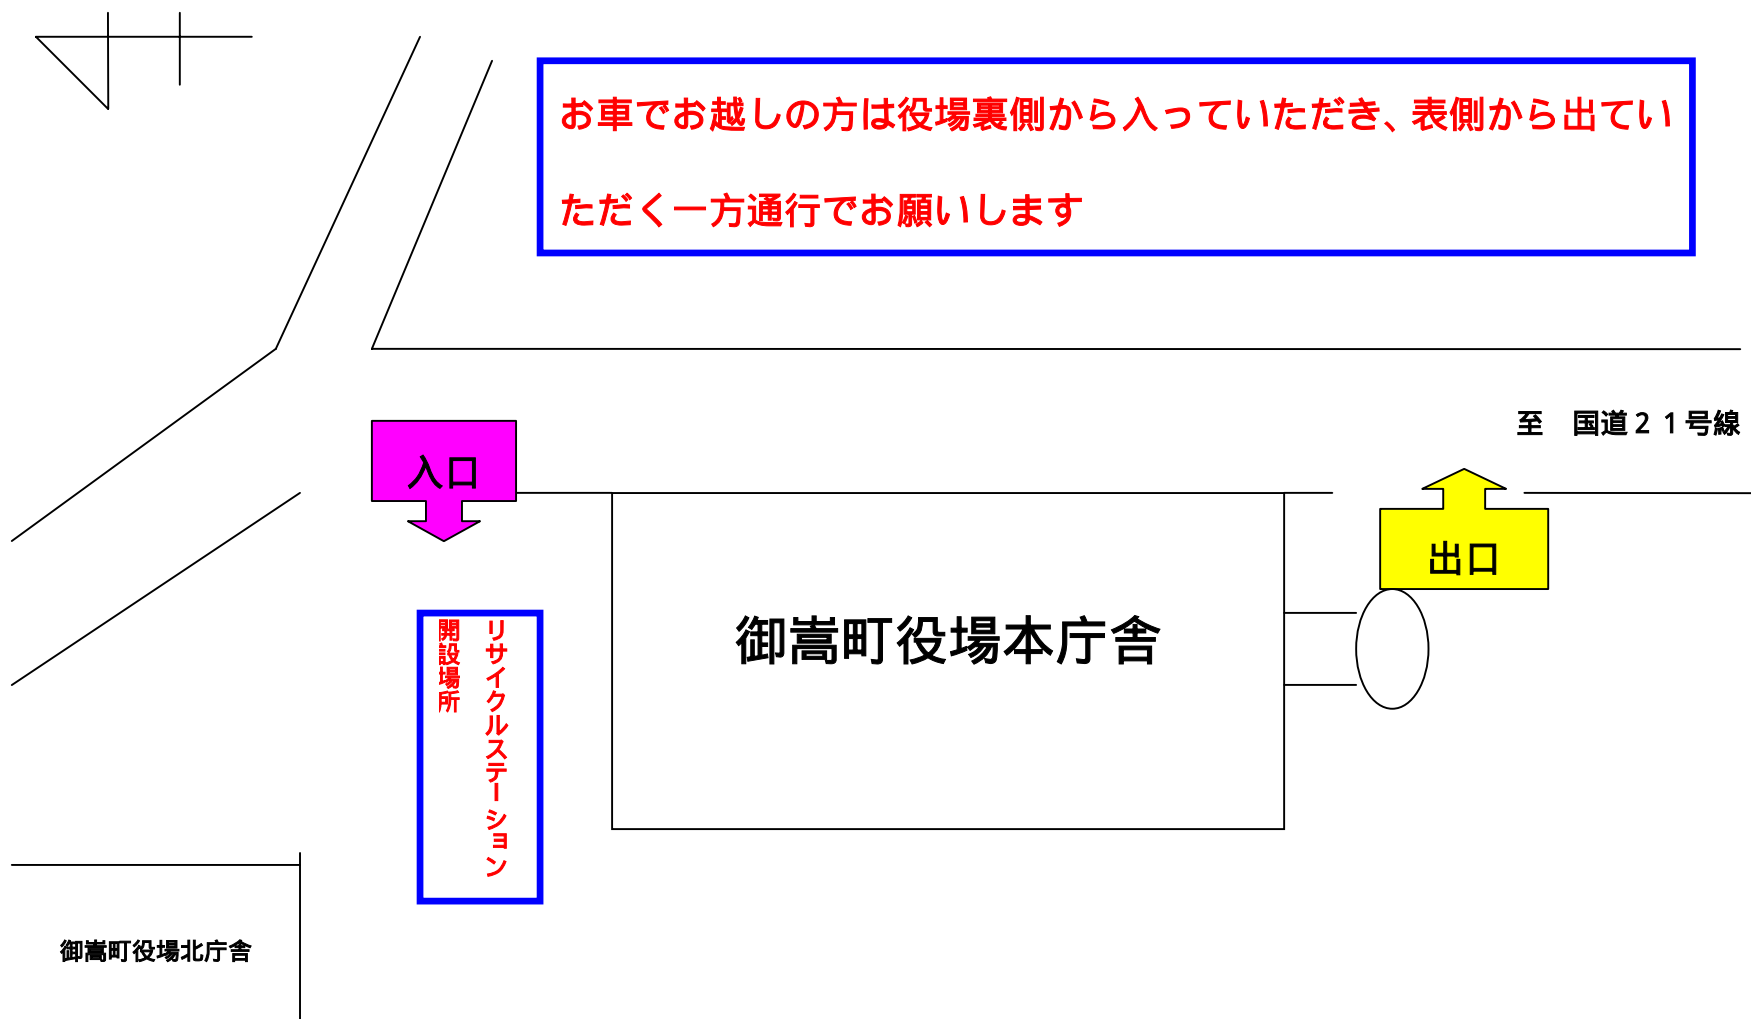 お車でお越しの方は役場裏側から入っていただき、表側から出てい
ただく一方通行でお願いします
至　国道２１号線
入口
出口
御嵩町役場本庁舎
リサイクルステーション
開設場所
御嵩町役場北庁舎